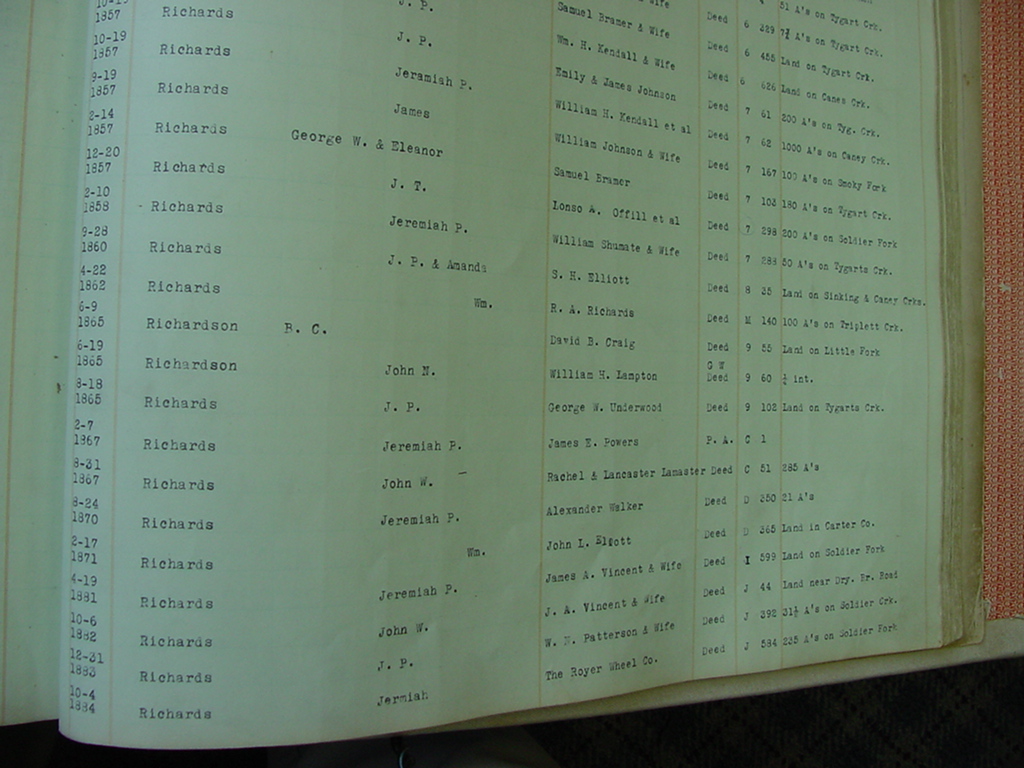 51 A's on Tygart Crk.
Deed 6 329 7¾ A's on Tygart Crk.
Samuel Bramer & Wife Deed 6 455 Land on Tygart Crk.
J. P. Wm. H. Kendall & Wife Deed 6 626 Land on Canes Crk.
1857 Richards J. P. Emily & James Johnson Deed 7 61 200 A's on Tyg. Crk.
10-19
1857 Richards Jeramiah P. William H. Kendall et al Deed 7 62 1000 A's on Caney Crk.
9-19
1857 Richards James William Johnson & Wife Deed 7 167 100 A's on Smoky Fork
2-14
1857 Richards George W. & Eleanor Samuel Bramer Deed 7 103 180 A's on Tygart Crk.
12-20
1857 Richards J. T. Lonso A. Offill et al Deed 7 298 200 A's on Soldier Fork
2-10
1858 Richards Jeremiah P. William Shumate & Wife Deed 7 288 50 A's on Tygarts Crk.
9-28
1860 Richards J. P. & Amanda S. H. Elliott Deed 8 35 Land on Sinking & Caney Crks.
4-22
1862 Richards Wm. R. A. Richards Deed M 140 100 A's on Triplett Crk.
6-9
1865 Richardson B. C. David B. Craig Deed 9 55 Land on Little Fork
6-19
1865 Richardson John N. William H. Lampton G W Deed 9 60 ½ int.
8-18
1865 Richards J. P. George W. Underwood Deed 9 102 Land on Tygarts Crk.
2-7
1867 Richards Jeremiah P. James E. Powers P. A. C 1
8-31
1867 Richards John W. Rachel & Lancaster Lamaster Deed C 51 285 A's
8-24
1870 Richards Jeremiah P. Alexander Walker Deed D 350 21 A's
2-17
1871 Richards Wm. John L. Elliott Deed D 365 Land in Carter Co.
4-19
1881 Richards Jeremiah P. James A. Vincent & Wife Deed I 599 Land on Soldier Fork
10-6
1882 Richards John W. J. A. Vincent & Wife Deed J 44 Land near Dry. Br. Road
12-31
1883 Richards J. P. W. N. Patterson & Wife Deed J 392 31½ A's on Soldier Crk.
10-4
1884 Richards Jermiah The Royer Wheel Co. Deed J 584 235 A's on Soldier Fork